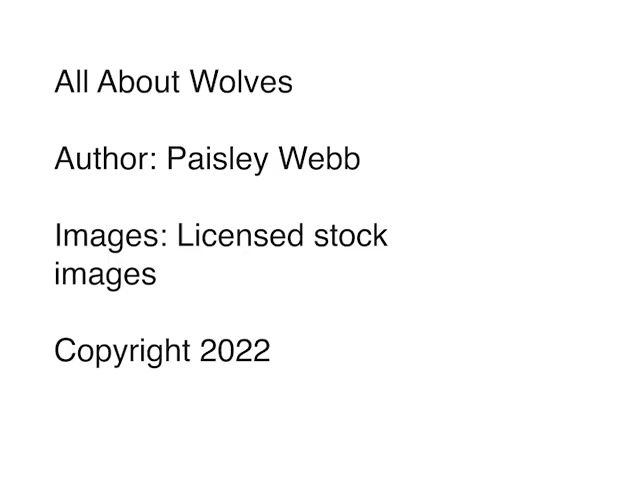 All About Wolves
Author: Paisley Webb
Images: Licensed stock
images
Copyright 2022